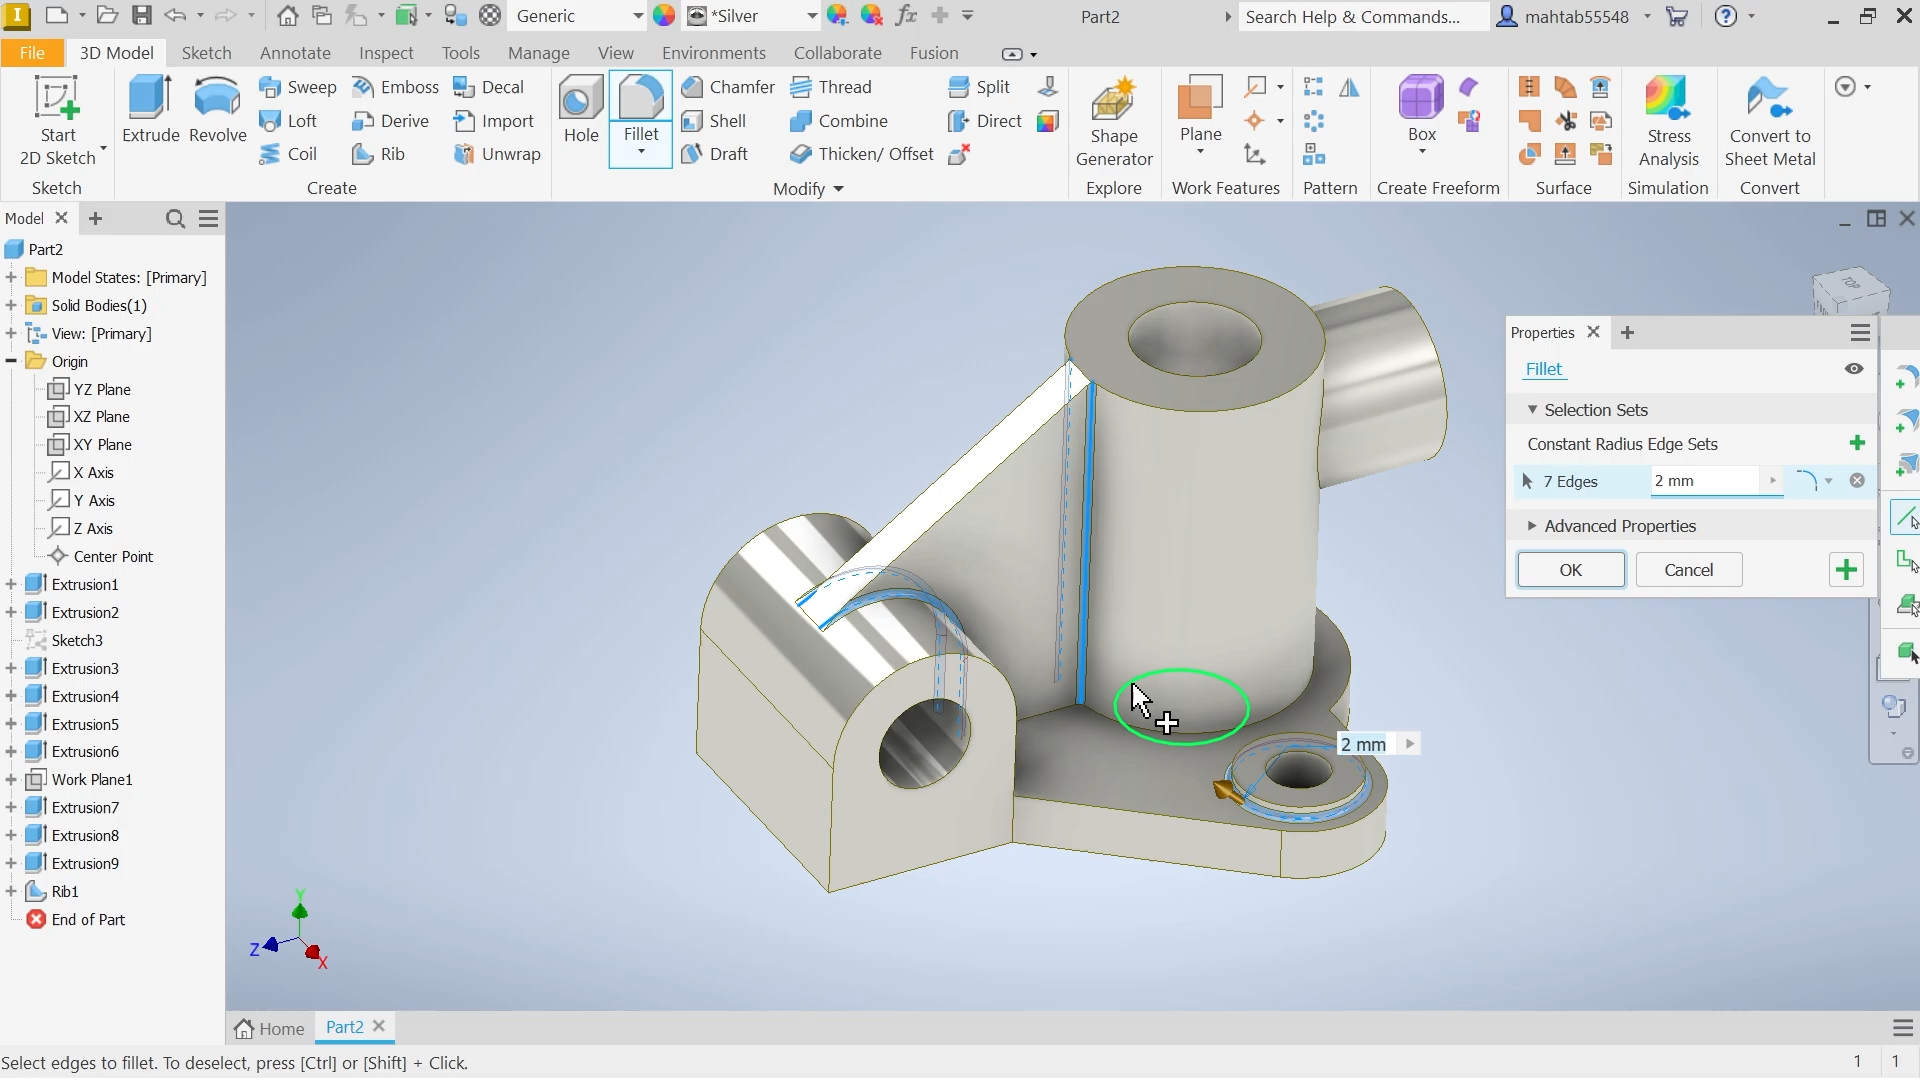 Generic
*Silver
fx
Part2
Search Help & Commands...
mahtab55548
File
3D Model
Sketch
Annotate
Inspect
Tools
Manage
View
Environments
Collaborate
Fusion
Start
2D Sketch
Extrude
Revolve
Sweep
Loft
Coil
Emboss
Derive
Rib
Decal
Import
Unwrap
Hole
Fillet
Chamfer
Shell
Draft
Thread
Combine
Thicken/ Offset
Split
Direct
Shape
Generator
Plane
Box
Stress
Analysis
Convert to
Sheet Metal
Sketch
Create
Modify
Explore
Work Features
Pattern
Create Freeform
Surface
Simulation
Convert
Model
Part2
Model States: [Primary]
Solid Bodies(1)
View: [Primary]
Origin
YZ Plane
XZ Plane
XY Plane
X Axis
Y Axis
Z Axis
Center Point
Extrusion1
Extrusion2
Sketch3
Extrusion3
Extrusion4
Extrusion5
Extrusion6
Work Plane1
Extrusion7
Extrusion8
Extrusion9
Rib1
End of Part
TOP
Properties
Fillet
Selection Sets
Constant Radius Edge Sets
7 Edges
2 mm
Advanced Properties
OK
Cancel
2 mm
Y
Z
X
Home
Part2
Select edges to fillet. To deselect, press [Ctrl] or [Shift] + Click.
1
1